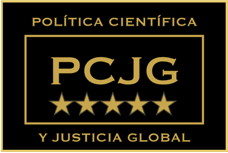 POLÍTICA CIENTÍFICA
PCJG
Y JUSTICIA GLOBAL